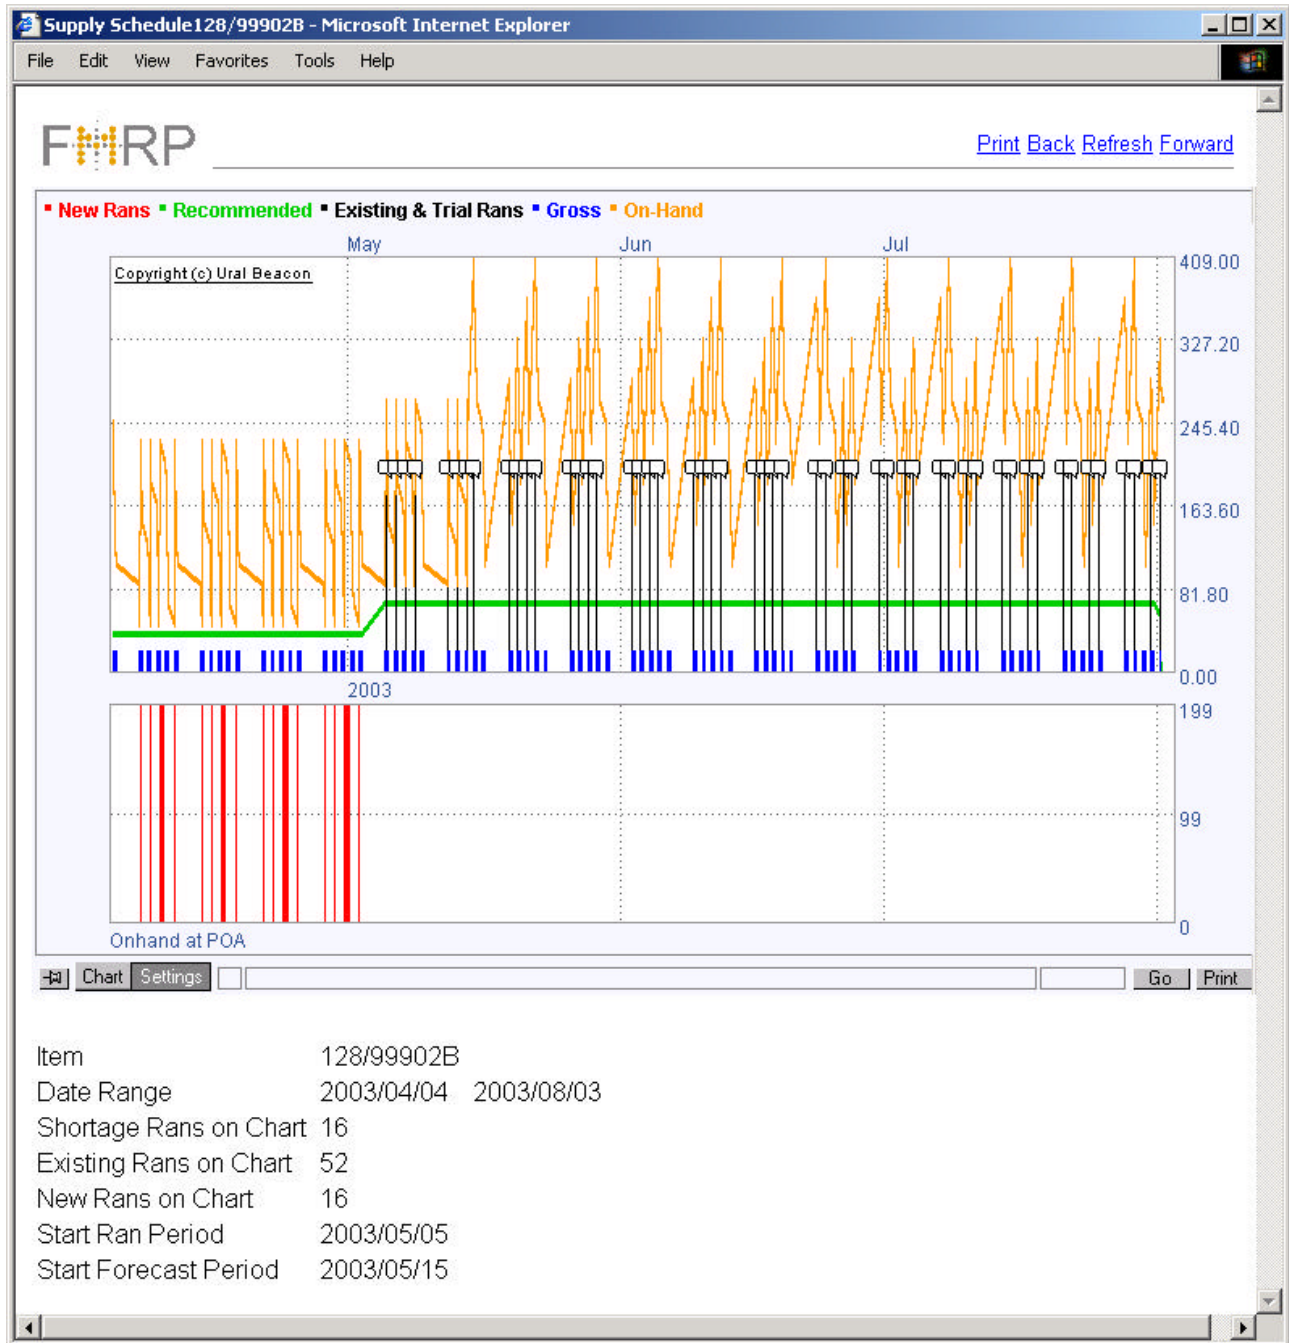 Supply Schedule128/99902B - Microsoft Internet Explorer
File Edit View Favorites Tools Help
FMRP
Print Back Refresh Forward
New Rans Recommended Existing & Trial Rans Gross On-Hand
May Jun Jul
Copyright (c) Ural Beacon
409.00
327.20
245.40
163.60
81.80
0.00
2003
199
99
0
Onhand at POA
Chart Settings Go Print
Item 128/99902B
Date Range 2003/04/04 2003/08/03
Shortage Rans on Chart 16
Existing Rans on Chart 52
New Rans on Chart 16
Start Ran Period 2003/05/05
Start Forecast Period 2003/05/15